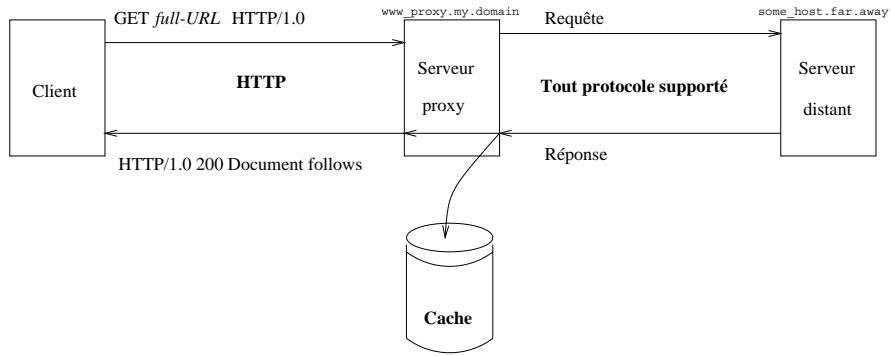 GET full-URL HTTP/1.0
www_proxy.my.domain
Requête
some_host.far.away
Client
HTTP
Serveur
proxy
Tout protocole supporté
Serveur
distant
HTTP/1.0 200 Document follows
Réponse
Cache